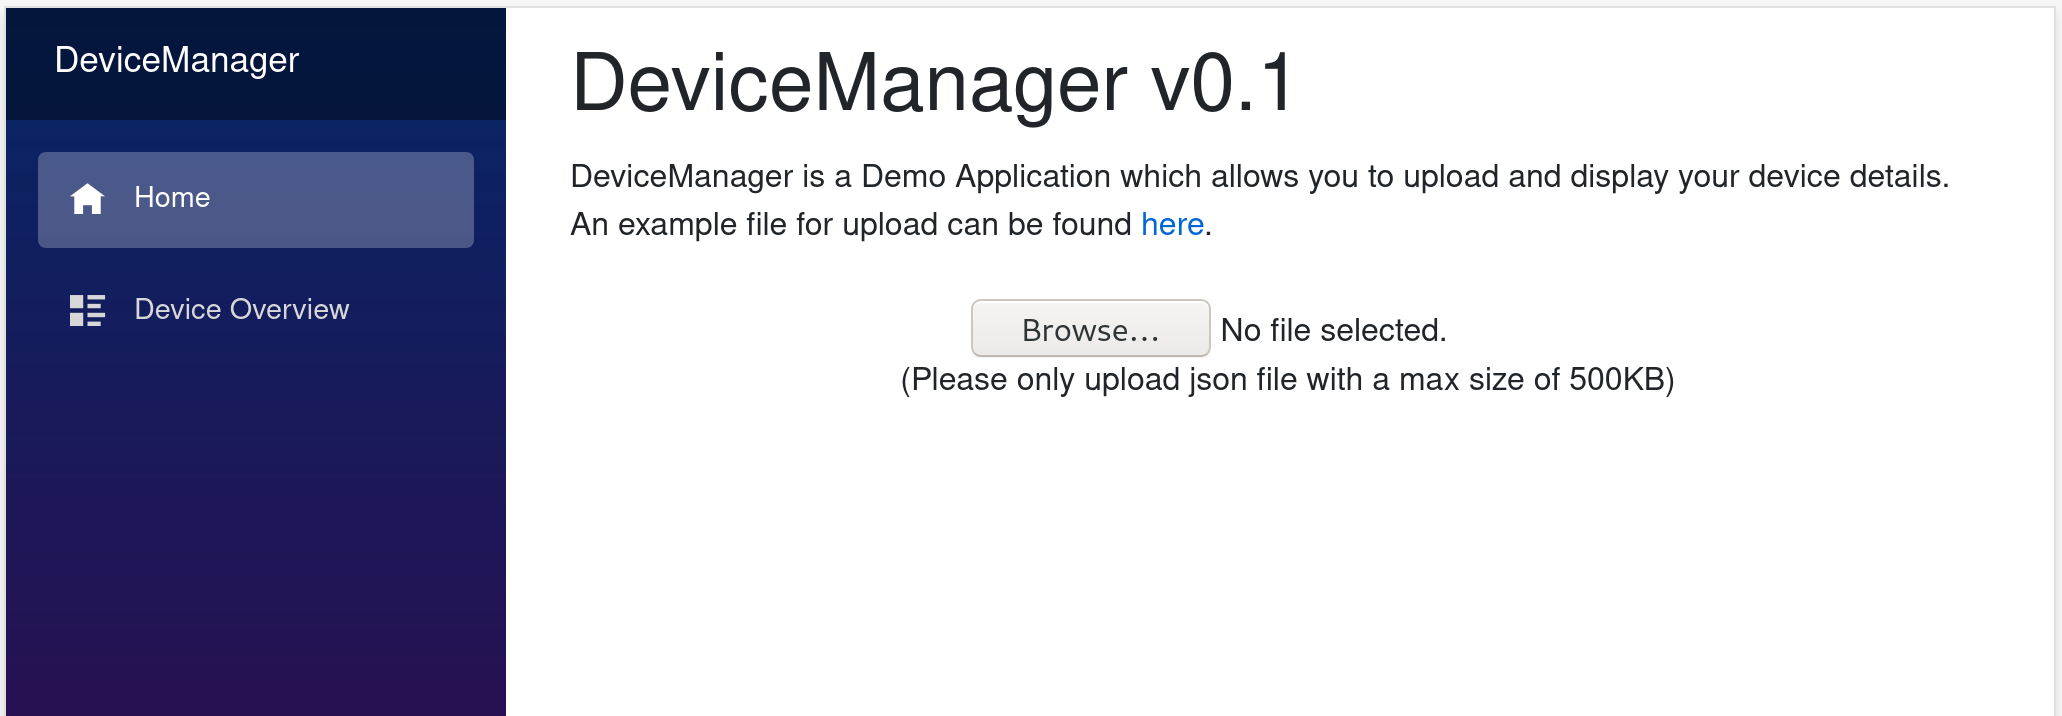 DeviceManager
Home
Device Overview
DeviceManager v0.1
DeviceManager is a Demo Application which allows you to upload and display your device details.
An example file for upload can be found here.
Browse... No file selected.
(Please only upload json file with a max size of 500KB)